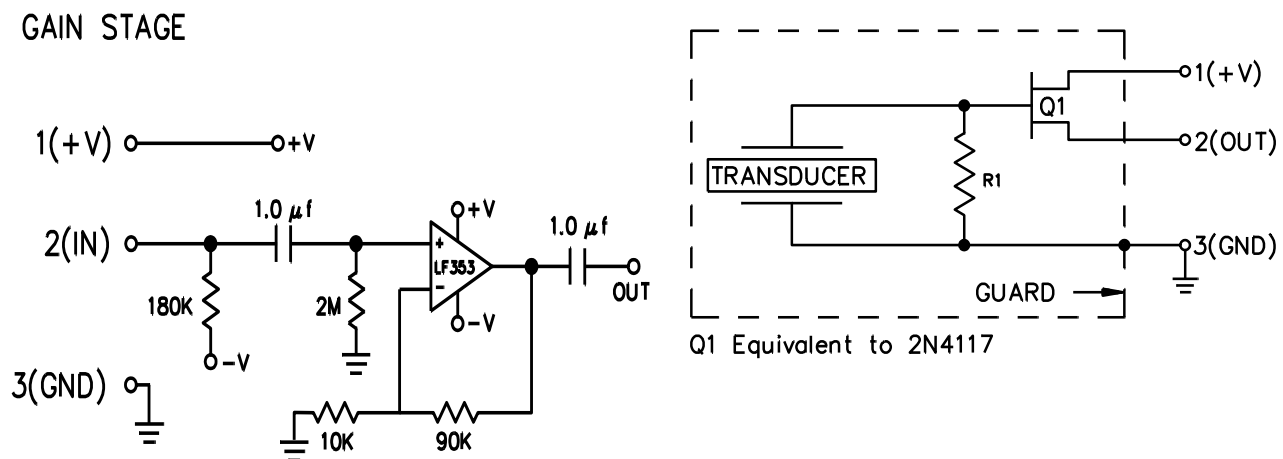 GAIN STAGE
1(+V)
+V
1.0 μf
+V
1.0 μf
2(IN)
+
LF353
-
OUT
180K
2M
-V
-V
3(GND)
10K
90K
1(+V)
Q1
2(OUT)
TRANSDUCER
R1
3(GND)
GUARD
Q1 Equivalent to 2N4117